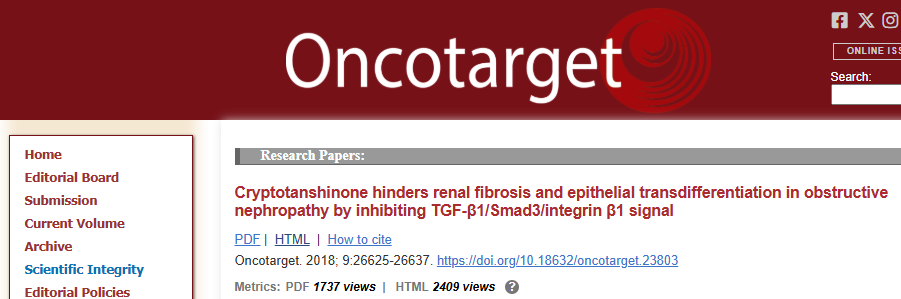 Oncotarget
ONLINE ISS
Search:
Home
Editorial Board
Submission
Current Volume
Archive
Scientific Integrity
Editorial Policies
Research Papers:
Cryptotanshinone hinders renal fibrosis and epithelial transdifferentiation in obstructive
nephropathy by inhibiting TGF-β1/Smad3/integrin β1 signal
PDF | HTML | How to cite
Oncotarget. 2018; 9:26625-26637. https://doi.org/10.18632/oncotarget.23803
Metrics: PDF 1737 views | HTML 2409 views ?